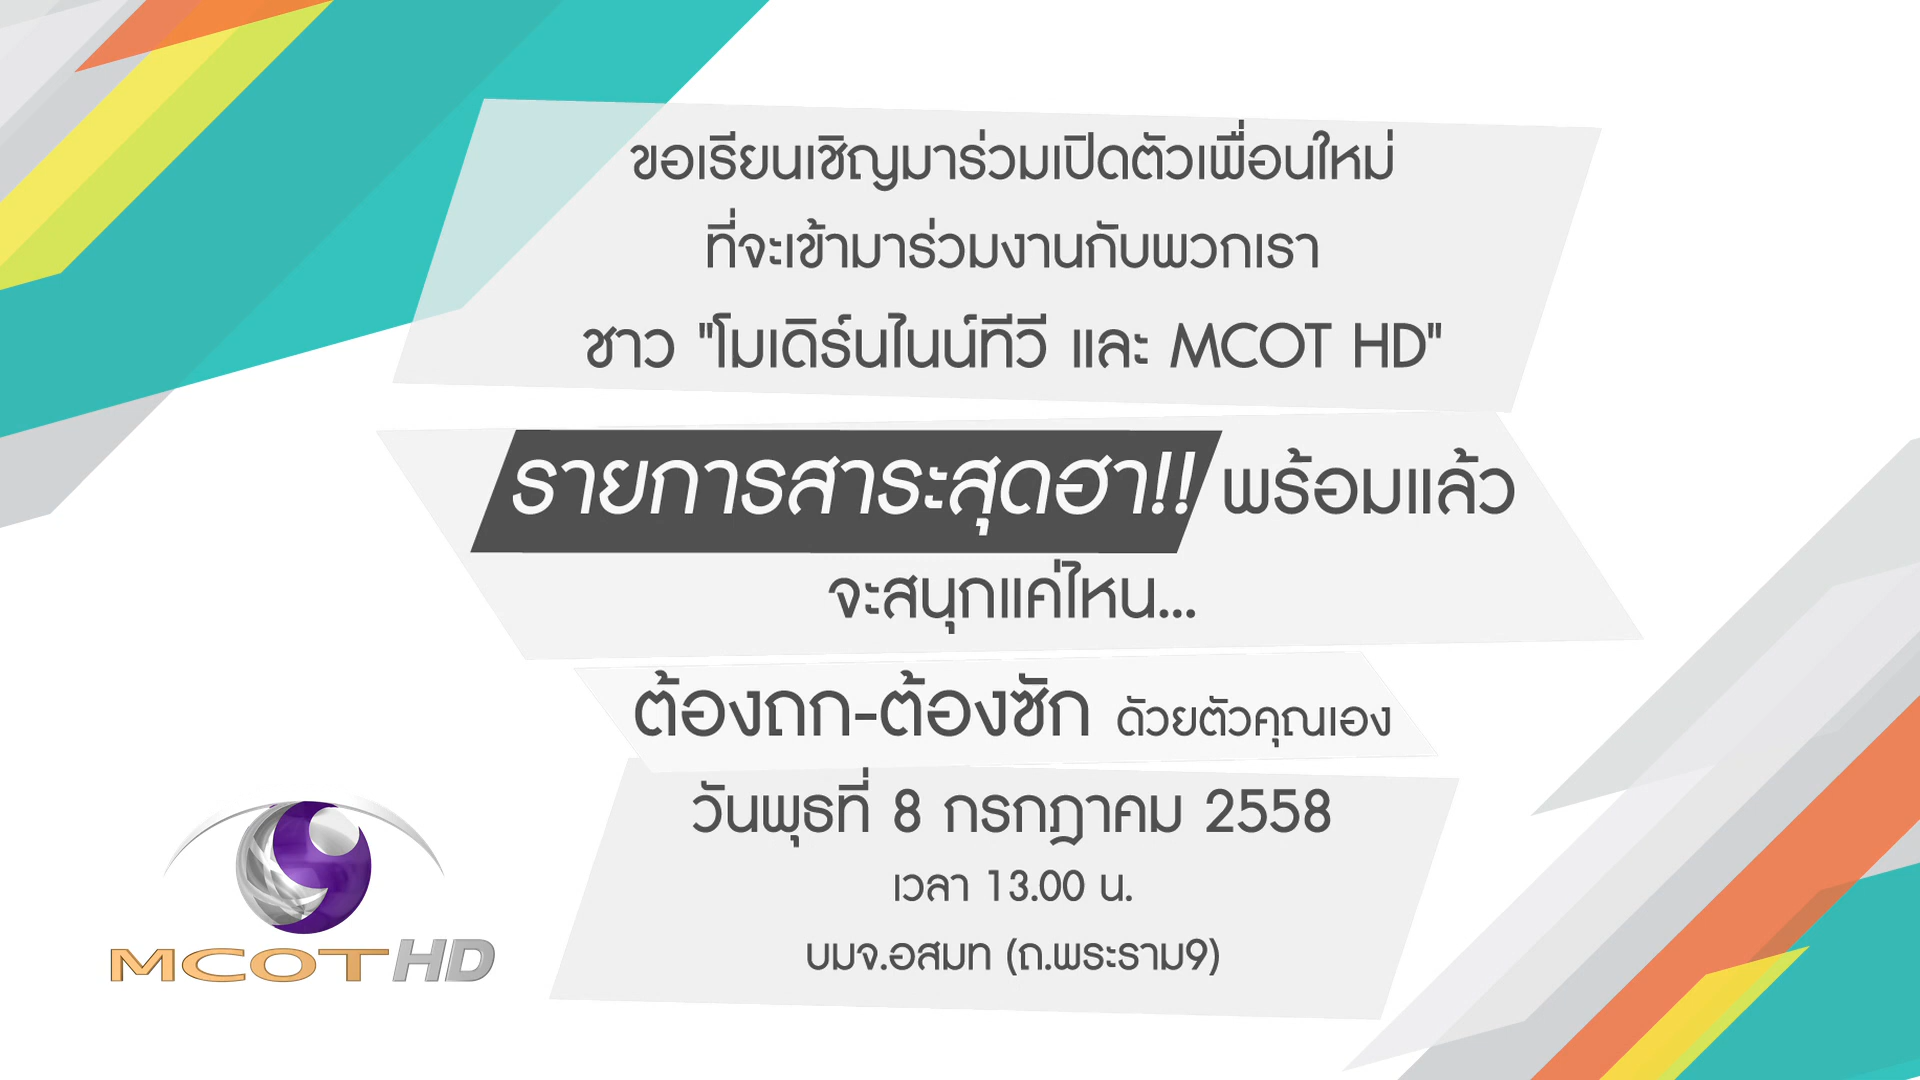 ขอเรียนเชิญมาร่วมเปิดตัวเพื่อนใหม่
ที่จะเข้ามาร่วมงานกับพวกเรา
ชาว "โมเดิร์นไนน์ทีวี และ MCOT HD"
รายการสาระสุดฮา!! พร้อมแล้ว
จะสนุกแค่ไหน...
ต้องถก-ต้องซัก ด้วยตัวคุณเอง
วันพุธที่ 8 กรกฎาคม 2558
เวลา 13.00 น.
บมจ.อสมท (ถ.พระราม9)
MCOT HD